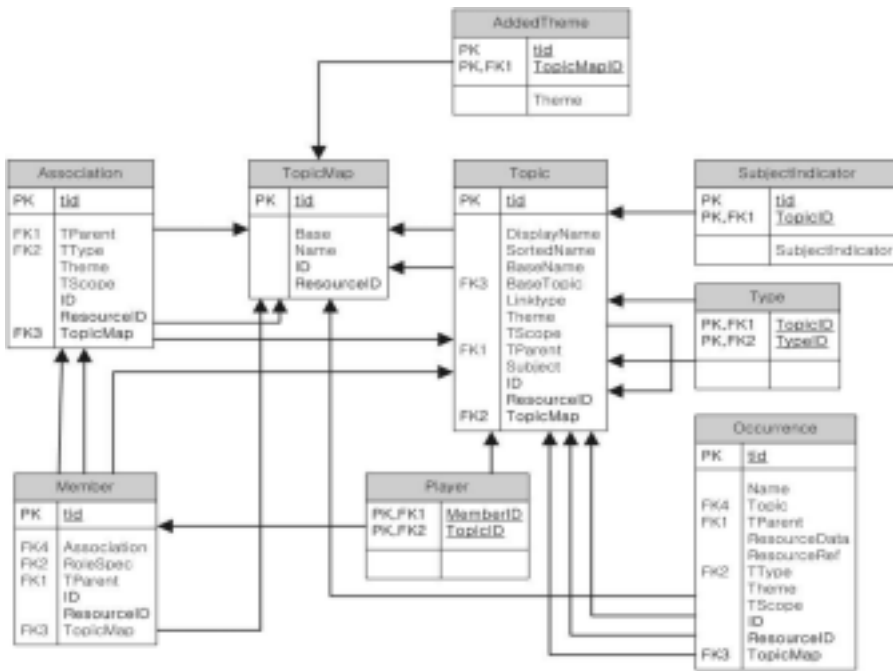 AddedTheme
PK tid
PK,FK1 TopicMapID
Theme
Association
PK tid
FK1 TParent
FK2 TType
Theme
TScope
ID
ResourceID
FK3 TopicMap
TopicMap
PK tid
Base
Name
ID
ResourceID
Topic
PK tid
DisplayName
SortedName
BaseName
FK3 BaseTopic
Linktype
Theme
TScope
FK1 TParent
Subject
ID
ResourceID
FK2 TopicMap
SubjectIndicator
PK tid
PK,FK1 TopicID
SubjectIndicator
Type
PK,FK1 TopicID
PK,FK2 TypeID
Member
PK tid
FK4 Association
FK2 RoleSpec
FK1 TParent
ID
ResourceID
FK3 TopicMap
Player
PK,FK1 MemberID
PK,FK2 TopicID
Occurrence
PK tid
Name
FK4 Topic
FK1 TParent
ResourceData
ResourceRef
FK2 TType
Theme
TScope
ID
ResourceID
FK3 TopicMap